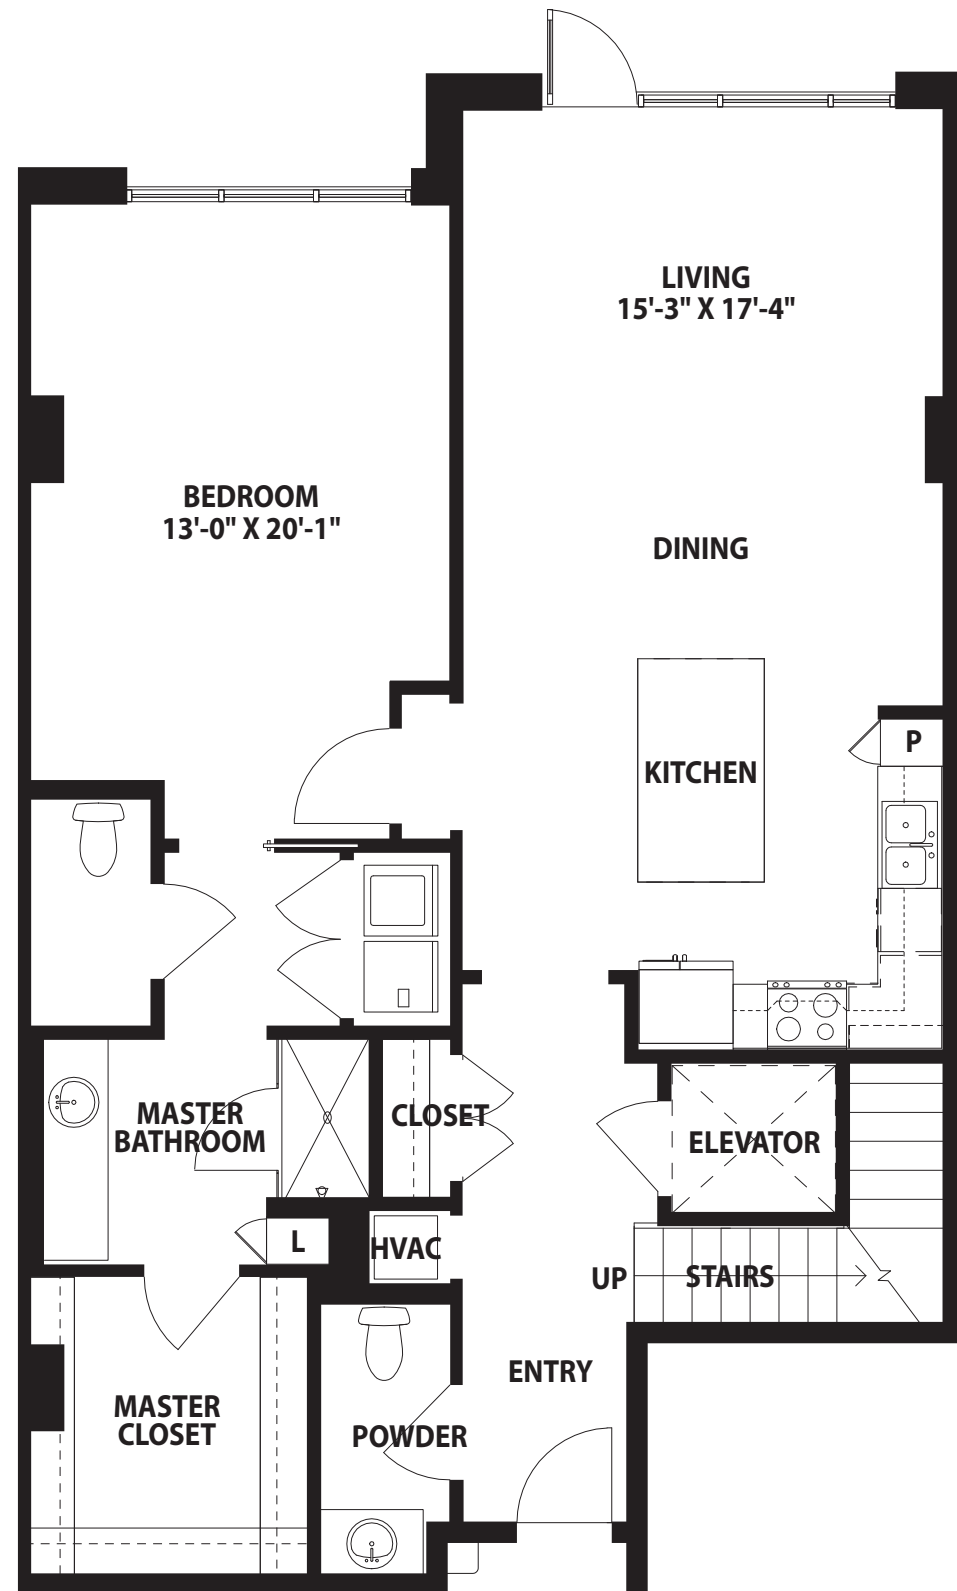 LIVING
15'-3" X 17'-4"
BEDROOM
13'-0" X 20'-1"
DINING
P
KITCHEN
CLOSET
MASTER
BATHROOM
ELEVATOR
L
HVAC
UP
STAIRS
ENTRY
MASTER
CLOSET
POWDER